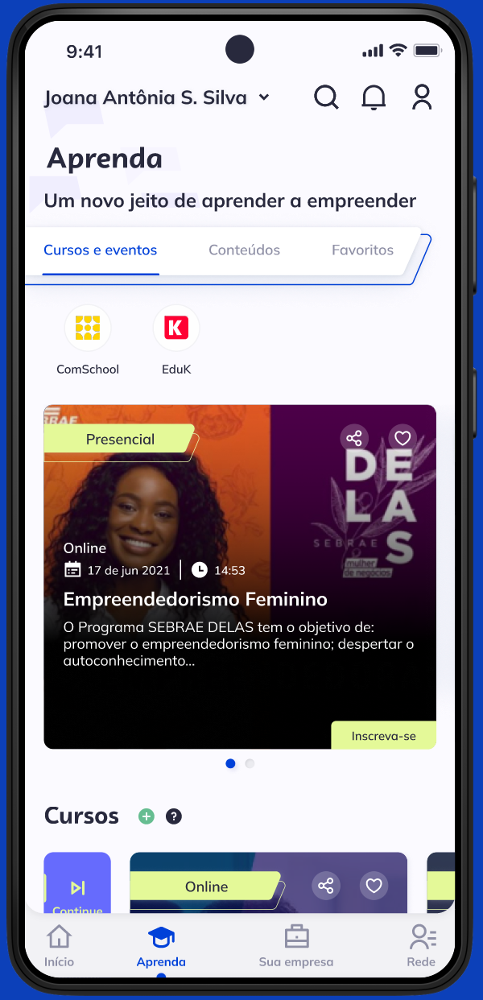 9:41
Joana Antônia S. Silva
Aprenda
Um novo jeito de aprender a empreender
Cursos e eventos Conteúdos Favoritos
K
ComSchool EduK
Presencial
DE
LA
S
SEBRAE
mulher
de negócios
Online
17 de jun 2021 14:53
Empreendedorismo Feminino
O Programa SEBRAE DELAS tem o objetivo de:
promover o empreendedorismo feminino; despertar o
autoconhecimento...
Inscreva-se
Cursos + ?
Online
Continue
Início Aprenda Sua empresa Rede